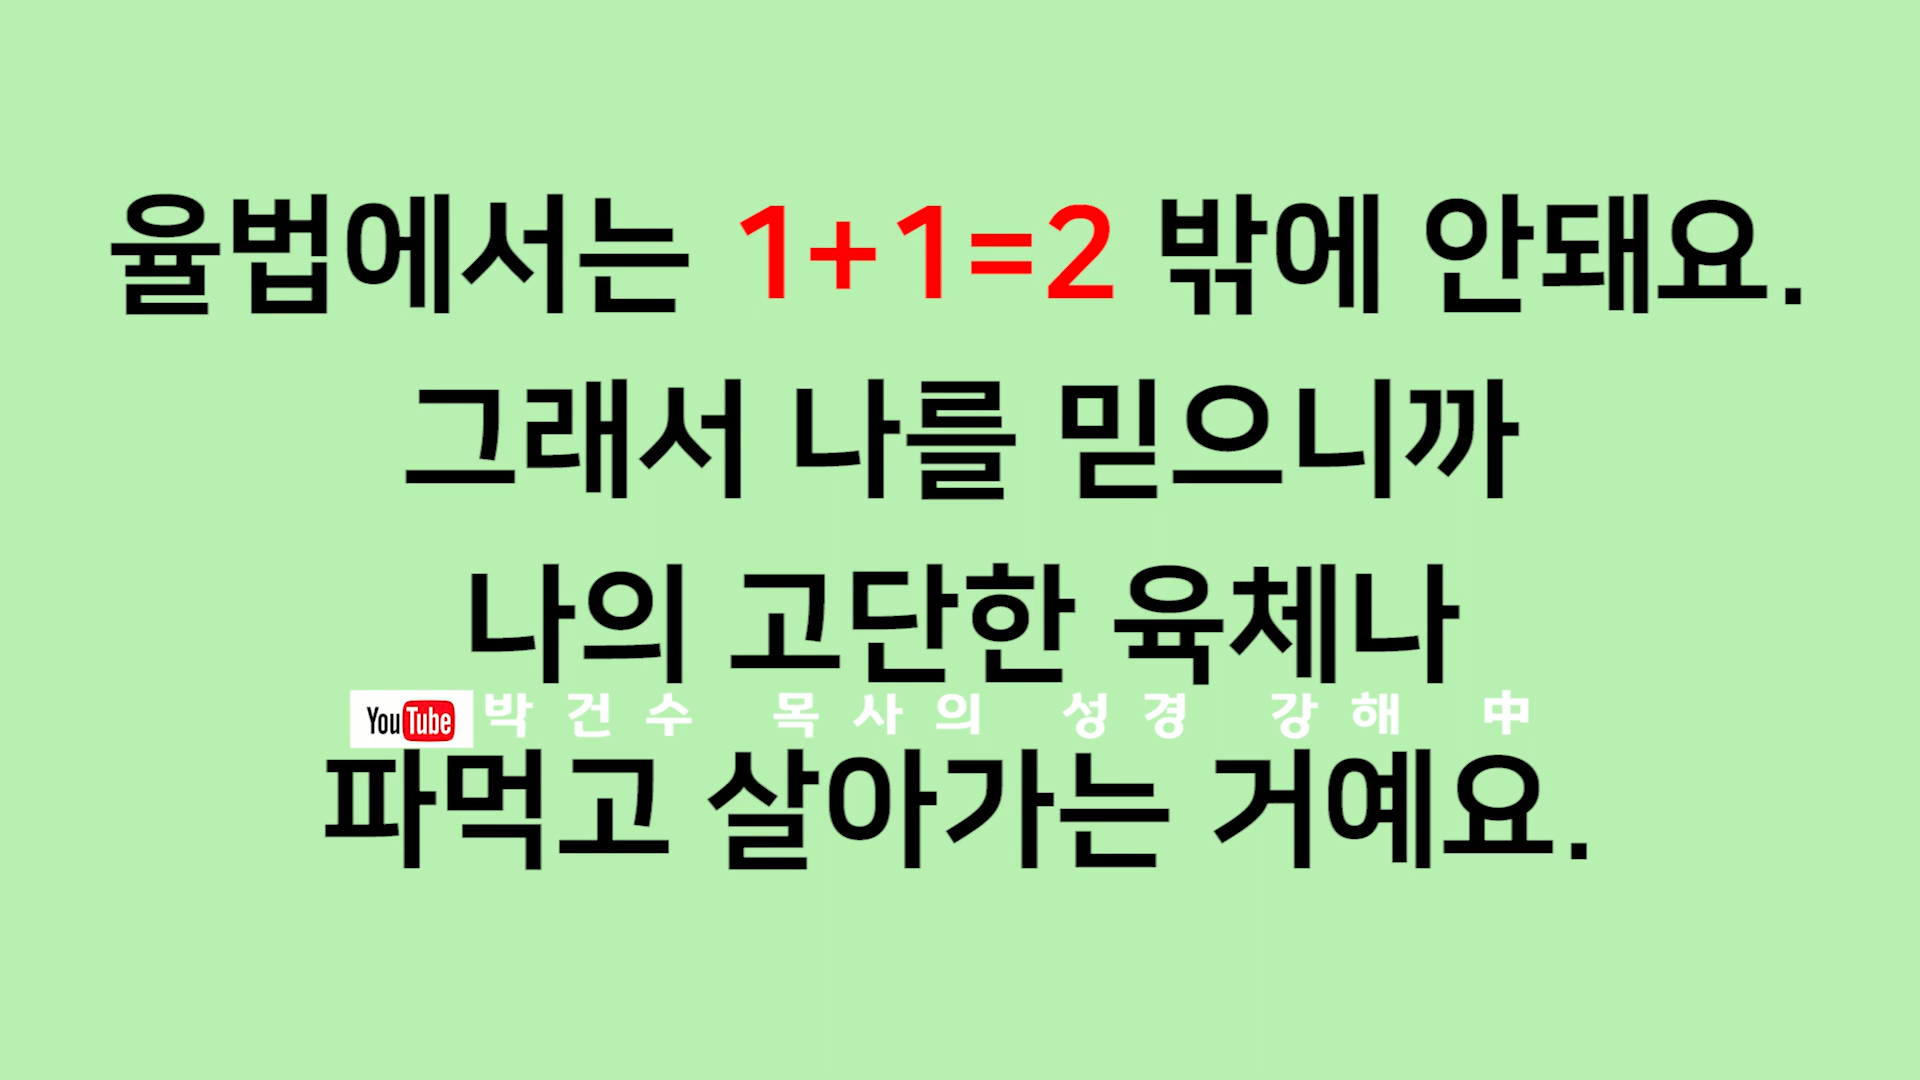 율법에서는 1+1=2 밖에 안돼요.
그래서 나를 믿으니까
나의 고단한 육체나
YouTube 박건수 목사의 성경 강해 中
파먹고 살아가는 거예요.